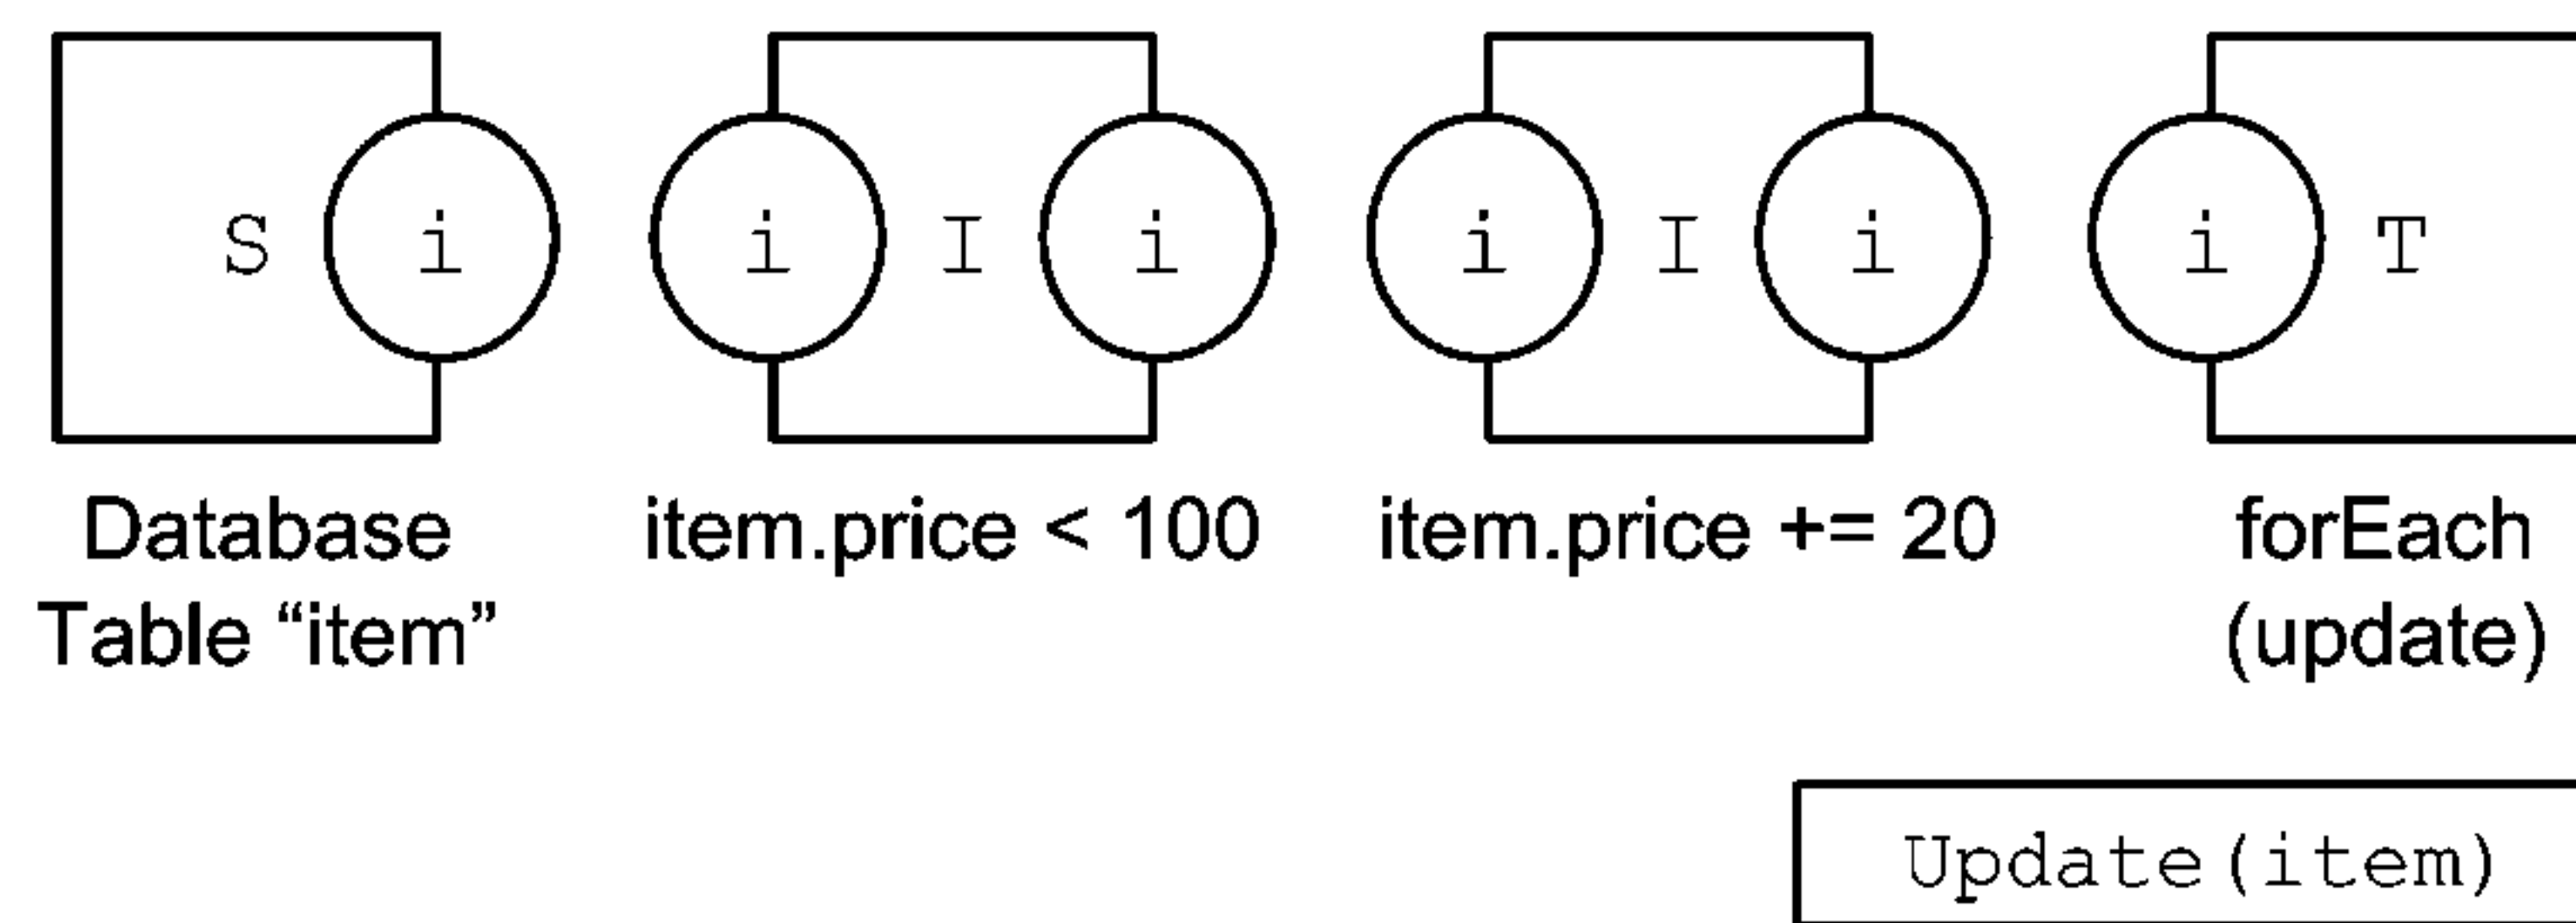 S i i I i i I i i T
Database item.price < 100 item.price += 20 forEach
Table “item” (update)
Update(item)